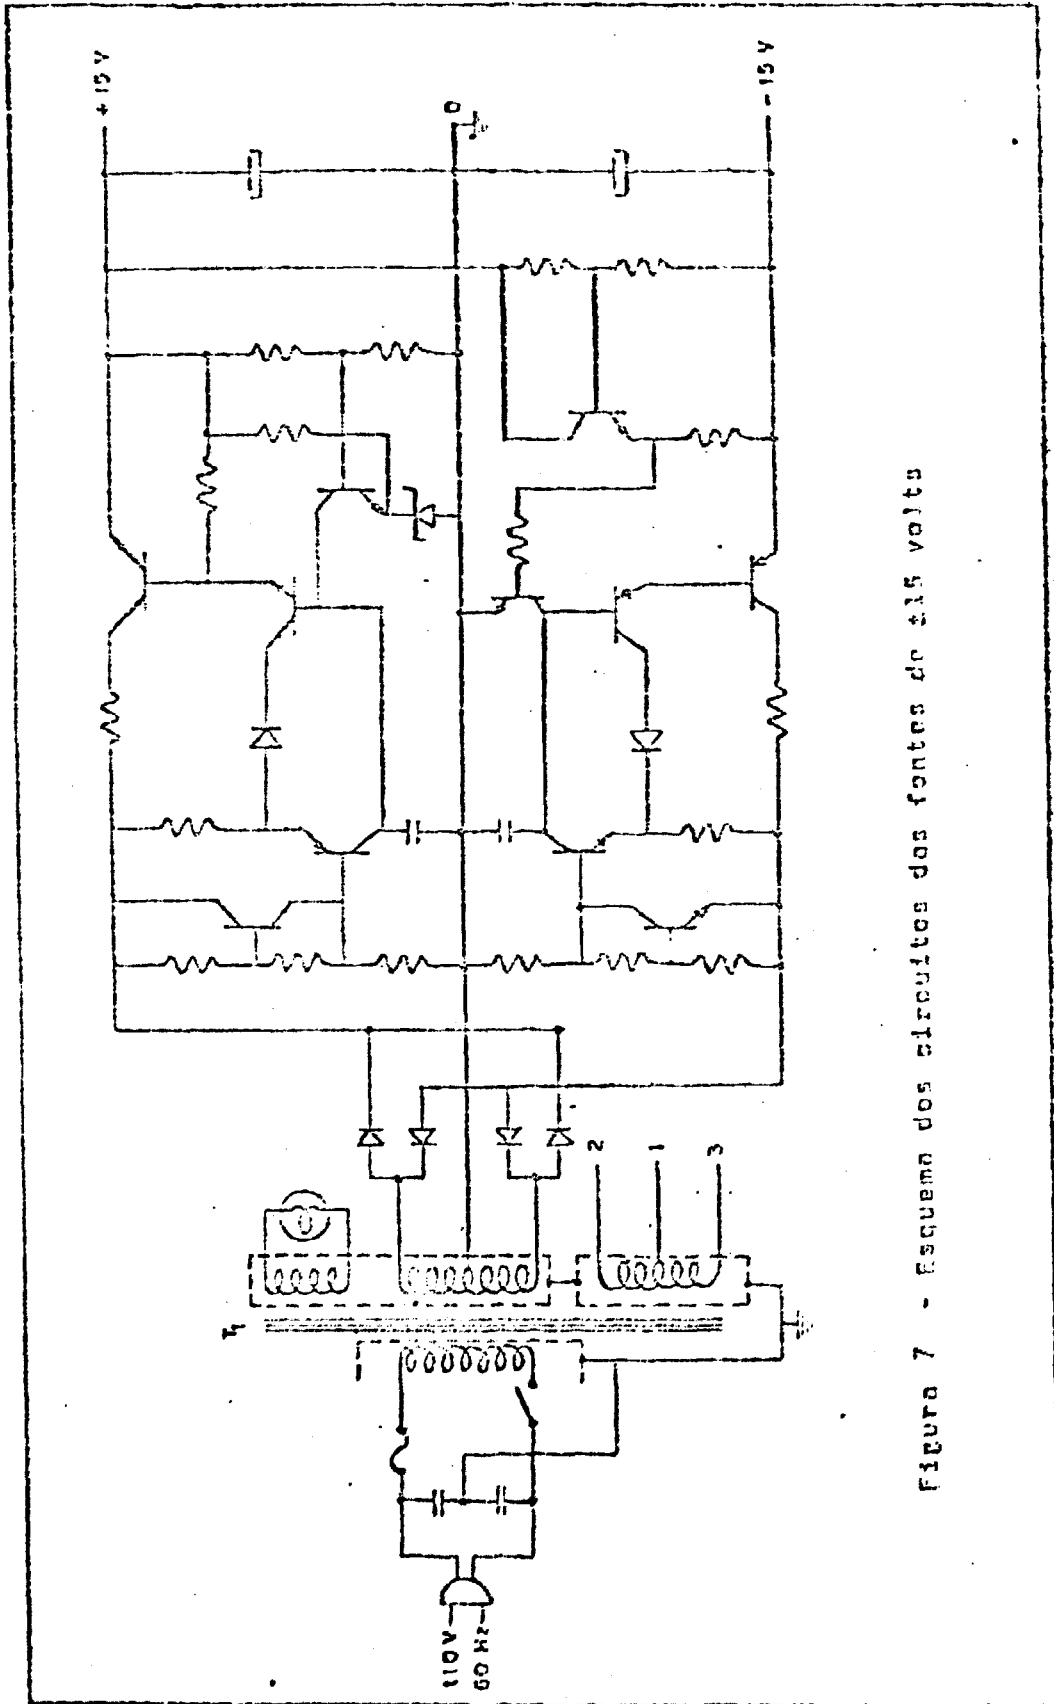 +15 V
0
-15 V
2
1
3
T1
110V
60 Hz
Figura 7 - Esquema dos circuitos das fontes de ±15 volts